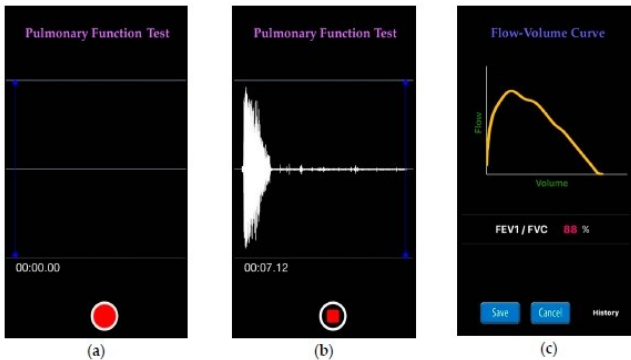 Pulmonary Function Test
00:00.00
(a)
Pulmonary Function Test
00:07.12
(b)
Flow-Volume Curve
Flow
Volume
FEV1 / FVC 88 %
Save Cancel History
(c)